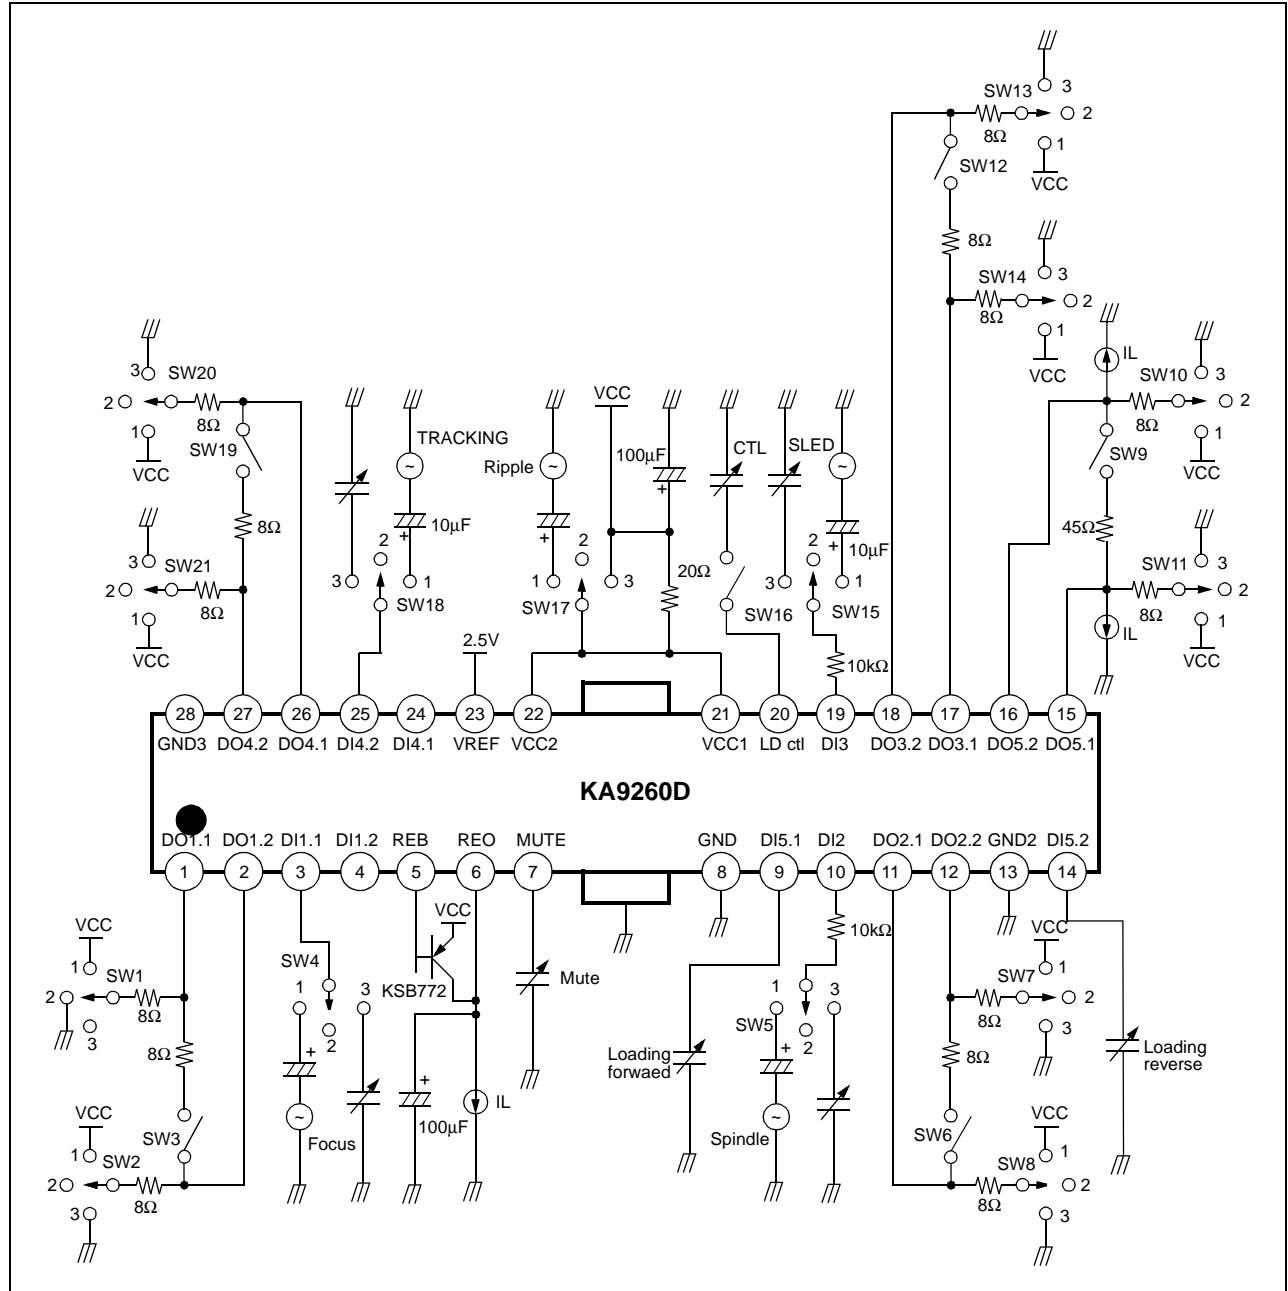 3
SW13
2
8Ω
1
SW12
VCC
8Ω
3
SW14
2
8Ω
1
VCC
IL
3
SW20
2
8Ω
1
SW19
VCC
8Ω
3
SW21
2
8Ω
1
VCC
TRACKING
10µF
2
3
1
SW18
Ripple
VCC
100µF
2
1
3
SW17
20Ω
CTL
SLED
SW16
2
10µF
3
1
SW15
10kΩ
3
SW10
2
8Ω
1
SW9
VCC
45Ω
3
SW11
2
8Ω
1
IL
VCC
2.5V
28 27 26 25 24 23 22 21 20 19 18 17 16 15
GND3 DO4.2 DO4.1 DI4.2 DI4.1 VREF VCC2 VCC1 LD ctl DI3 DO3.2 DO3.1 DO5.2 DO5.1
KA9260D
DO1.1 DO1.2 DI1.1 DI1.2 REB REO MUTE GND DI5.1 DI2 DO2.1 DO2.2 GND2 DI5.2
1 2 3 4 5 6 7 8 9 10 11 12 13 14
VCC
1
SW1
2
8Ω
3
8Ω
VCC
SW3
1
SW2
2
8Ω
3
SW4
1
3
2
+
Focus
VCC
KSB772
+
100µF
IL
Mute
10kΩ
Loading
forwaed
1
3
SW5
2
+
Spindle
VCC
1
SW7
2
8Ω
3
8Ω
VCC
SW6
1
SW8
2
8Ω
3
Loading
reverse